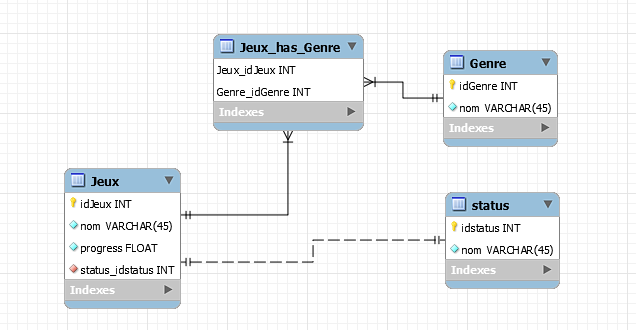 Jeux_has_Genre
Jeux_idJeux INT
Genre_idGenre INT
Indexes
Genre
idGenre INT
nom VARCHAR(45)
Indexes
Jeux
idJeux INT
nom VARCHAR(45)
progress FLOAT
status_idstatus INT
Indexes
status
idstatus INT
nom VARCHAR(45)
Indexes